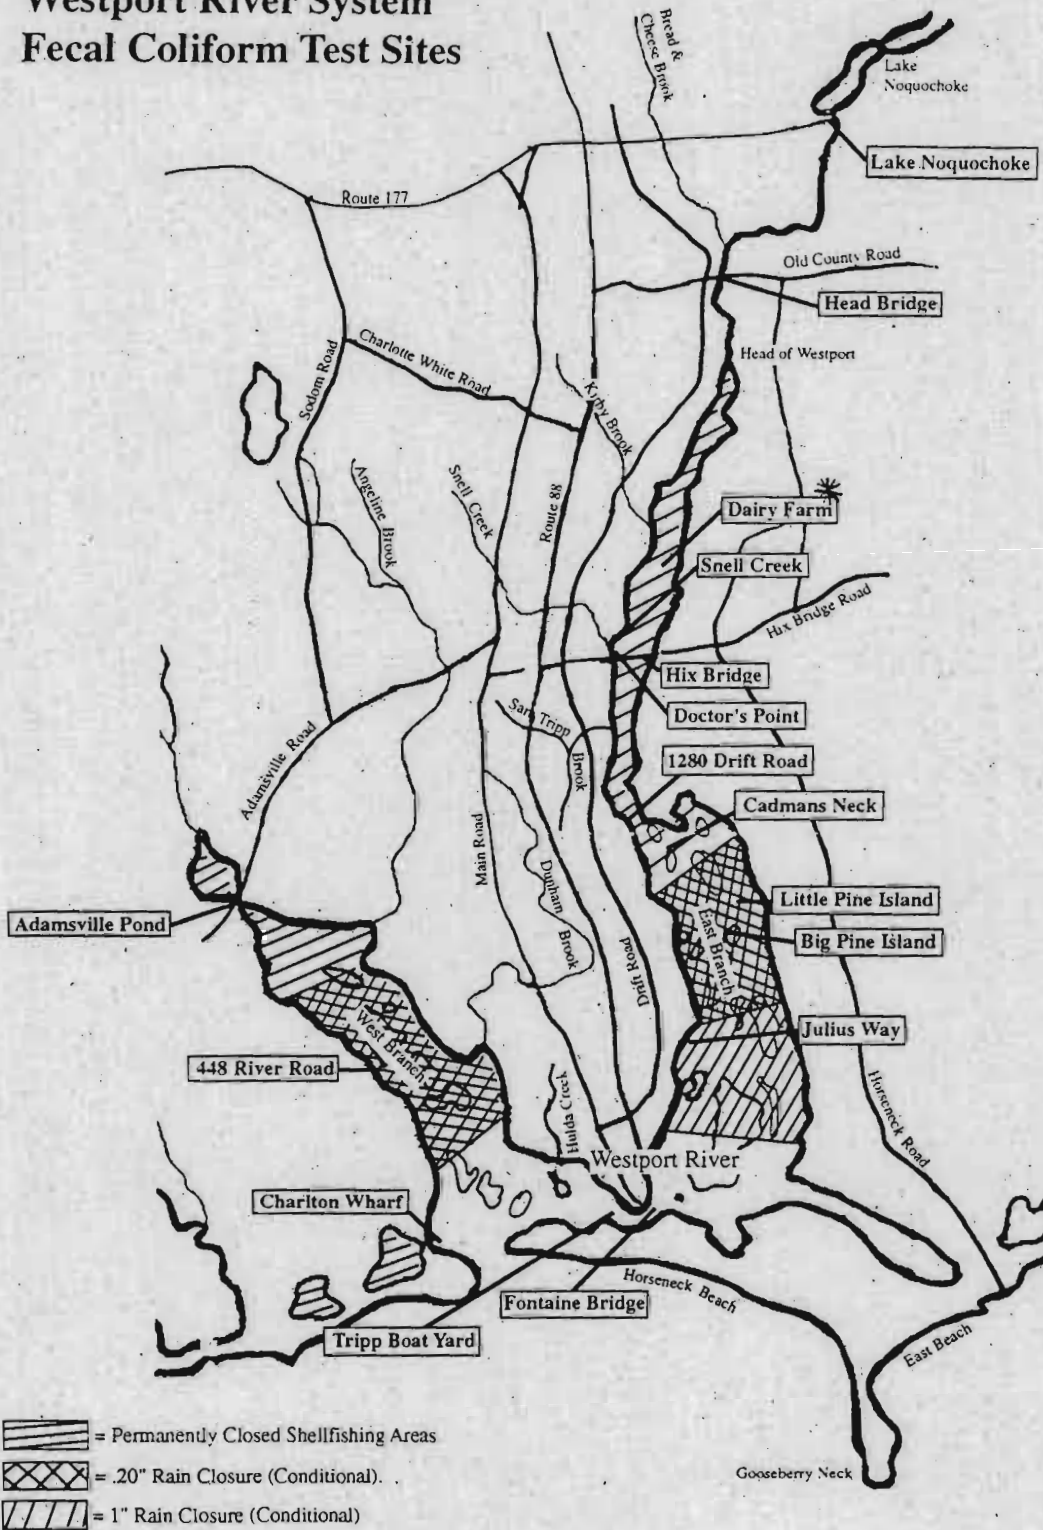 Westport River System
Fecal Coliform Test Sites
Bread &
Cheese Brook
Lake
Noquochoke
Lake Noquochoke
Route 177
Old County Road
Head Bridge
Head of Westport
Charlotte White Road
Sodom Road
Kirby Brook
Angeline Brook
Snell Creek
Route 88
Dairy Farm
Snell Creek
Hix Bridge Road
Hix Bridge
Doctor's Point
Sam Tripp
Brook
1280 Drift Road
Adamsville Road
Cadmans Neck
Main Road
Dunham
Brook
Little Pine Island
Adamsville Pond
East Branch
Big Pine Island
Drift Road
West Branch
Julius Way
448 River Road
Horseneck Road
Hulda Creek
Westport River
Charlton Wharf
Horseneck Beach
Fontaine Bridge
Tripp Boat Yard
East Beach
= Permanently Closed Shellfishing Areas
= .20" Rain Closure (Conditional).
Gooseberry Neck
= 1" Rain Closure (Conditional)